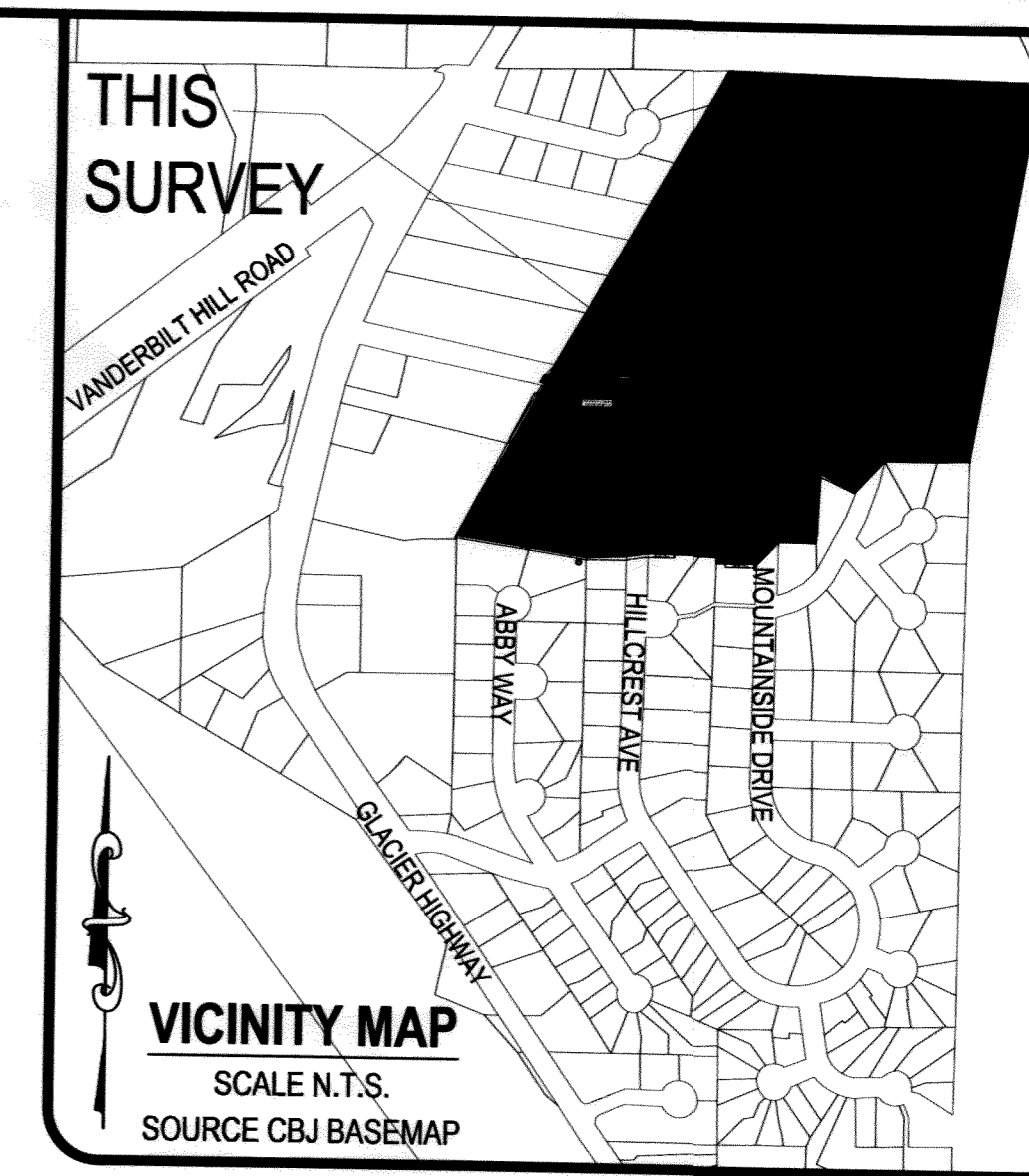 THIS
SURVEY
VANDERBILT HILL ROAD
ABBY WAY
HILLCREST AVE
MOUNTAINSIDE DRIVE
GLACIER HIGHWAY
VICINITY MAP
SCALE N.T.S.
SOURCE CBJ BASEMAP